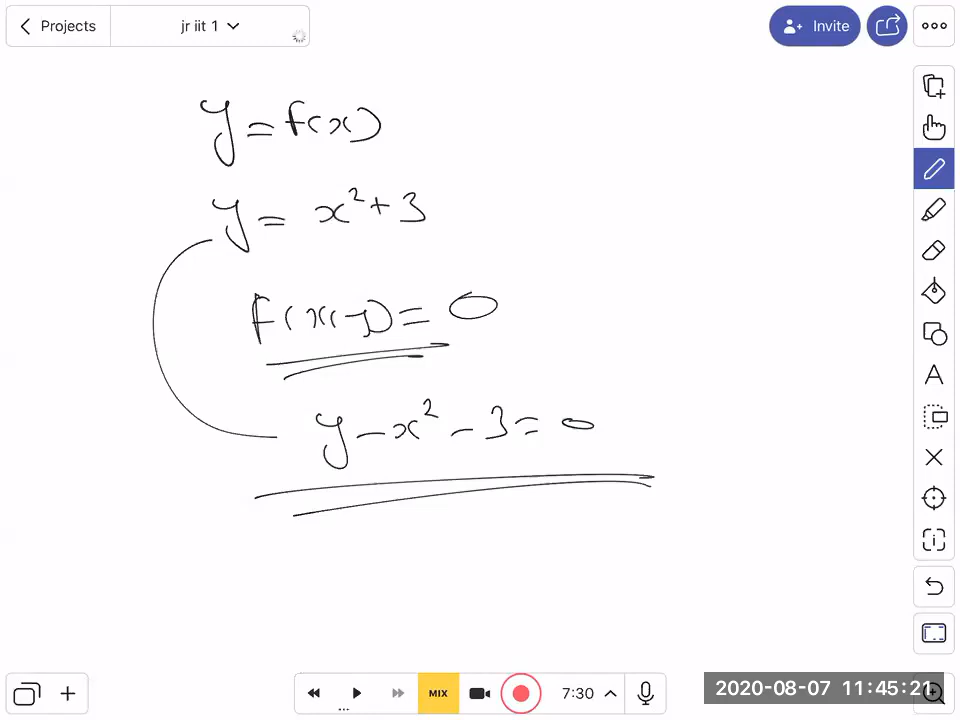 Projects
jr iit 1
Invite
y = f(x)
y = x² + 3
f(x,y) = 0
y - x² - 3 = 0
A
MIX
7:30
2020-08-07 11:45:21